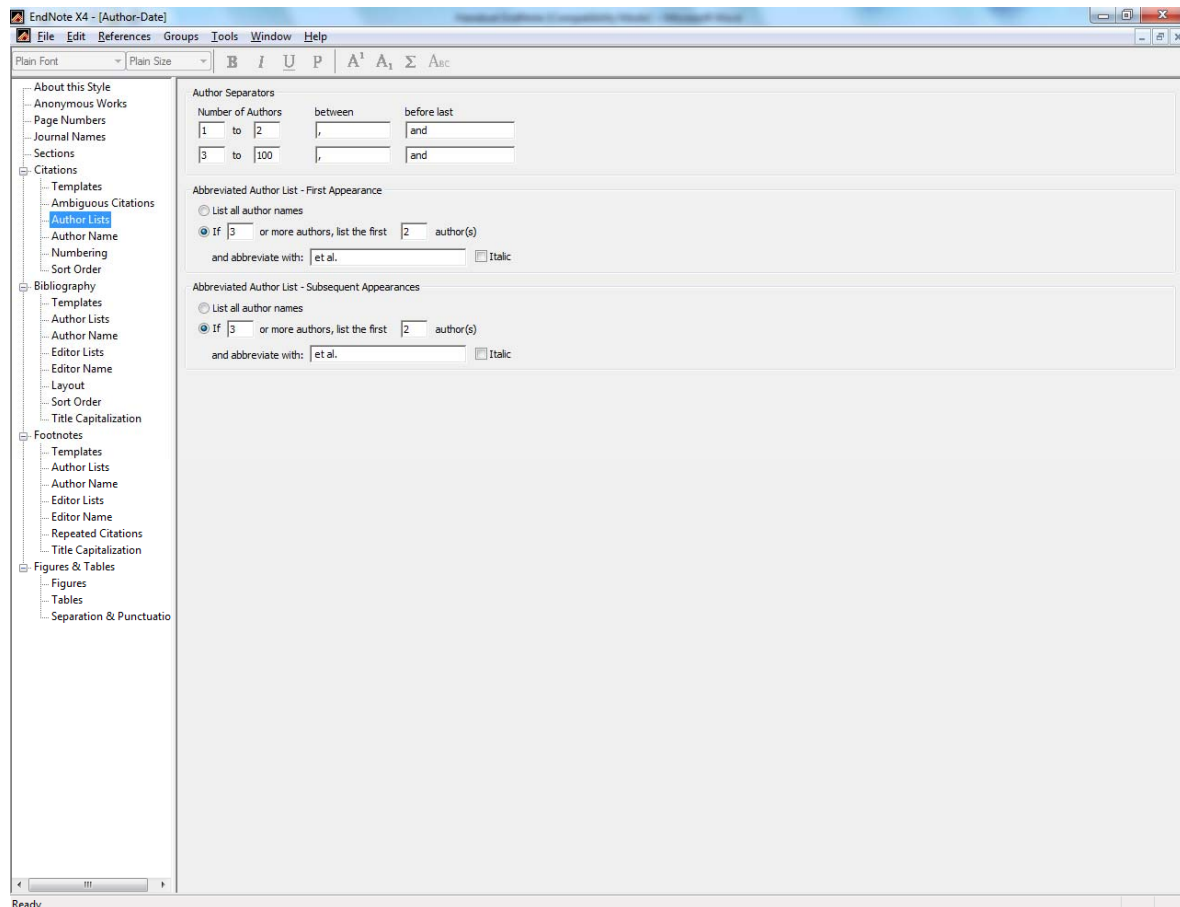 EndNote X4 - [Author-Date]
File Edit References Groups Tools Window Help
Plain Font Plain Size B I U P A1 A1 Σ ABC
About this Style
Anonymous Works
Page Numbers
Journal Names
Sections
Citations
Templates
Ambiguous Citations
Author Lists
Author Name
Numbering
Sort Order
Bibliography
Templates
Author Lists
Author Name
Editor Lists
Editor Name
Layout
Sort Order
Title Capitalization
Footnotes
Templates
Author Lists
Author Name
Editor Lists
Editor Name
Repeated Citations
Title Capitalization
Figures & Tables
Figures
Tables
Separation & Punctuatio
Author Separators
Number of Authors between before last
1 to 2 , and
3 to 100 , and
Abbreviated Author List - First Appearance
List all author names
If 3 or more authors, list the first 2 author(s)
and abbreviate with: et al. Italic
Abbreviated Author List - Subsequent Appearances
List all author names
If 3 or more authors, list the first 2 author(s)
and abbreviate with: et al. Italic
Ready